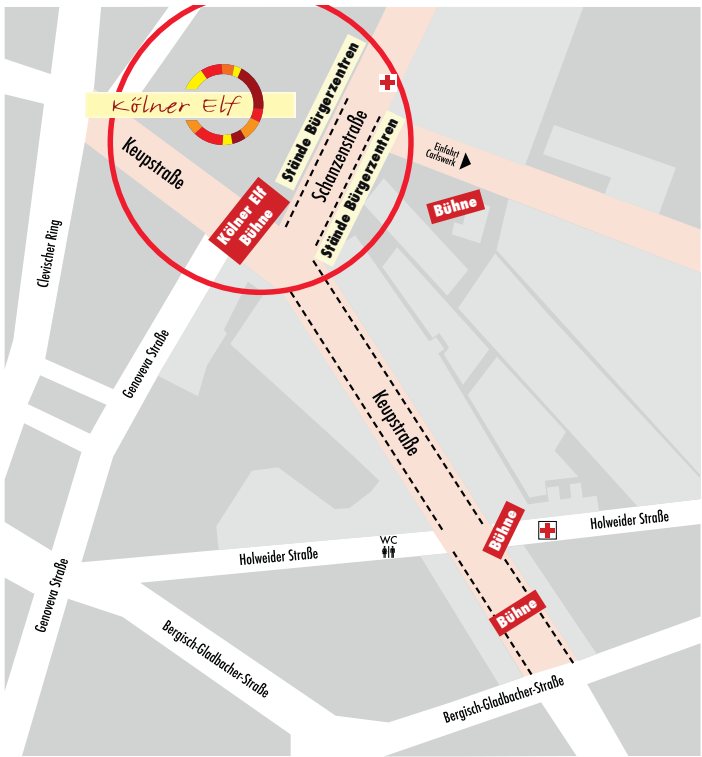 Kölner Elf
Stände Bürgerzentren
Schanzenstraße
Stände Bürgerzentren
Keupstraße
Einfahrt
Carlswerk
Kölner Elf
Bühne
Bühne
Clevischer Ring
Genoveva Straße
Keupstraße
Bühne
Holweider Straße
WC
Holweider Straße
Genoveva Straße
Bühne
Bergisch-Gladbacher-Straße
Bergisch-Gladbacher-Straße